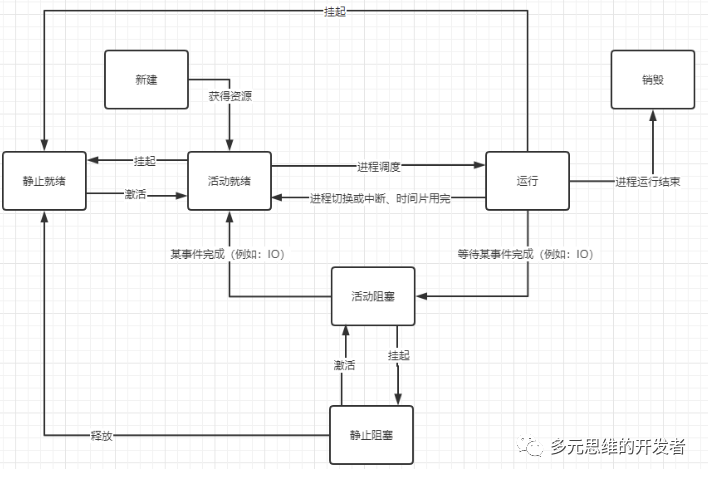 挂起
新建
销毁
获得资源
静止就绪
挂起
激活
活动就绪
进程调度
进程切换或中断、时间片用完
运行
进程运行结束
某事件完成（例如：IO）
等待某事件完成（例如：IO）
活动阻塞
激活
挂起
静止阻塞
释放
多元思维的开发者